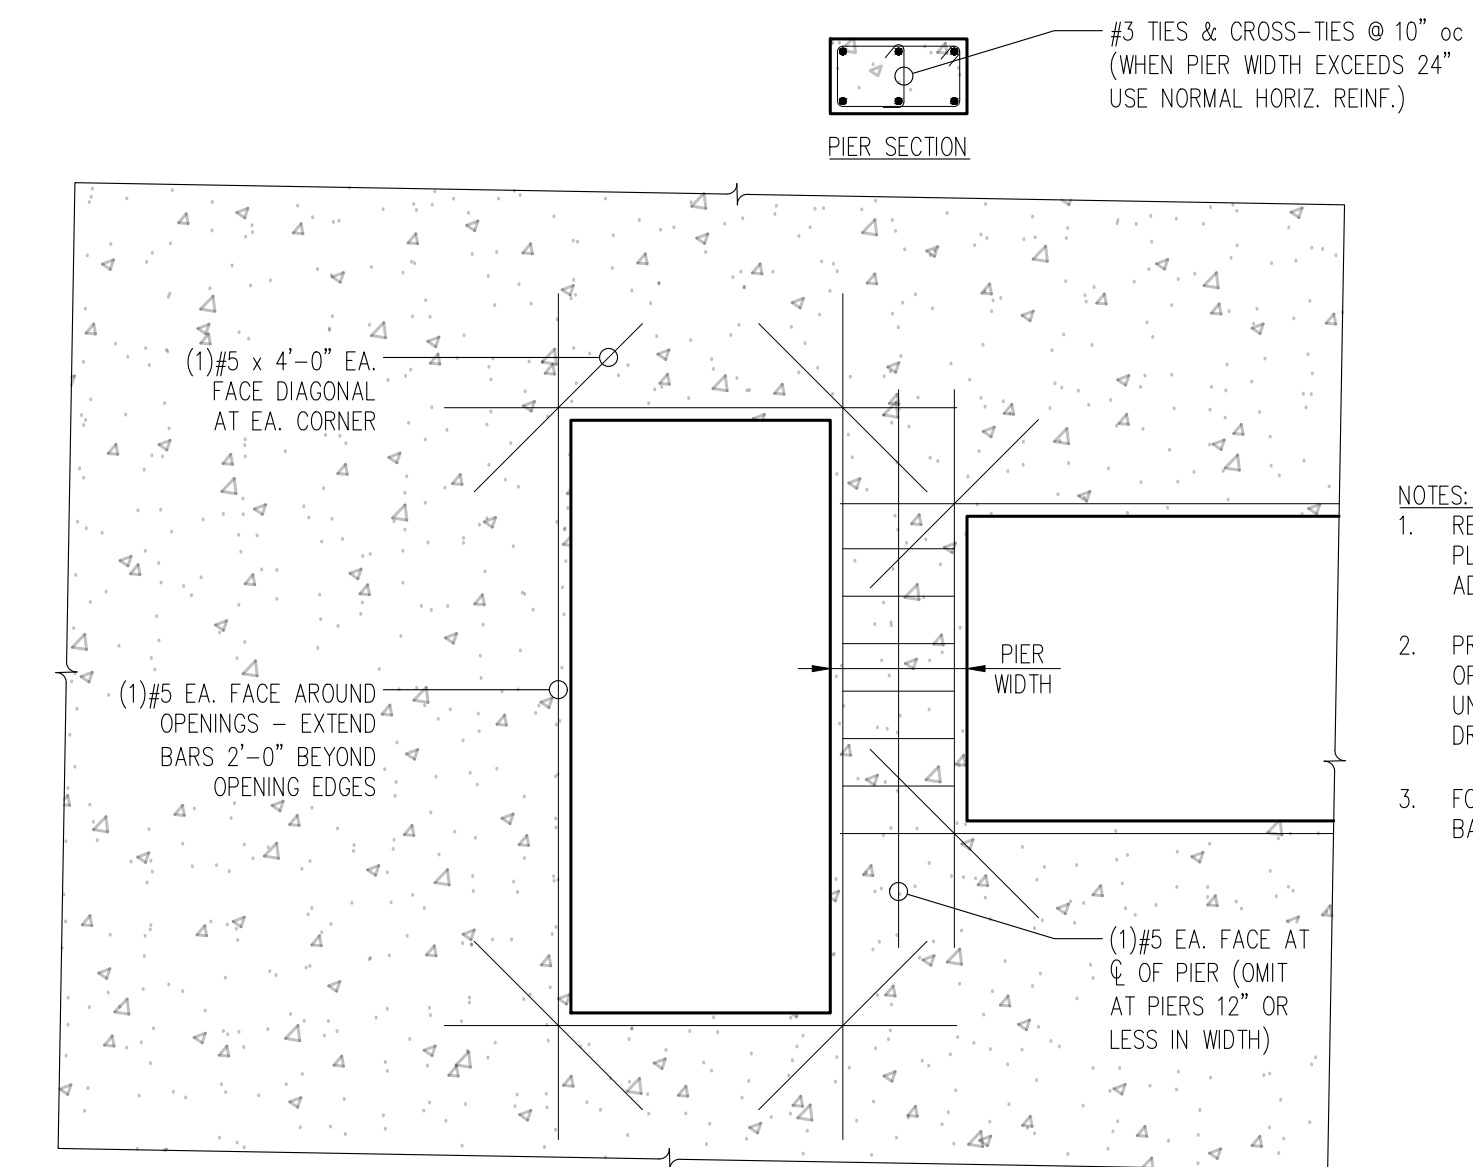 #3 TIES & CROSS-TIES @ 10" oc
(WHEN PIER WIDTH EXCEEDS 24"
USE NORMAL HORIZ. REINF.)
PIER SECTION
(1)#5 x 4'-0" EA.
FACE DIAGONAL
AT EA. CORNER
(1)#5 EA. FACE AROUND
OPENINGS - EXTEND
BARS 2'-0" BEYOND
OPENING EDGES
PIER
WIDTH
(1)#5 EA. FACE AT
℄ OF PIER (OMIT
AT PIERS 12" OR
LESS IN WIDTH)
NOTES:
1.
2.
3.